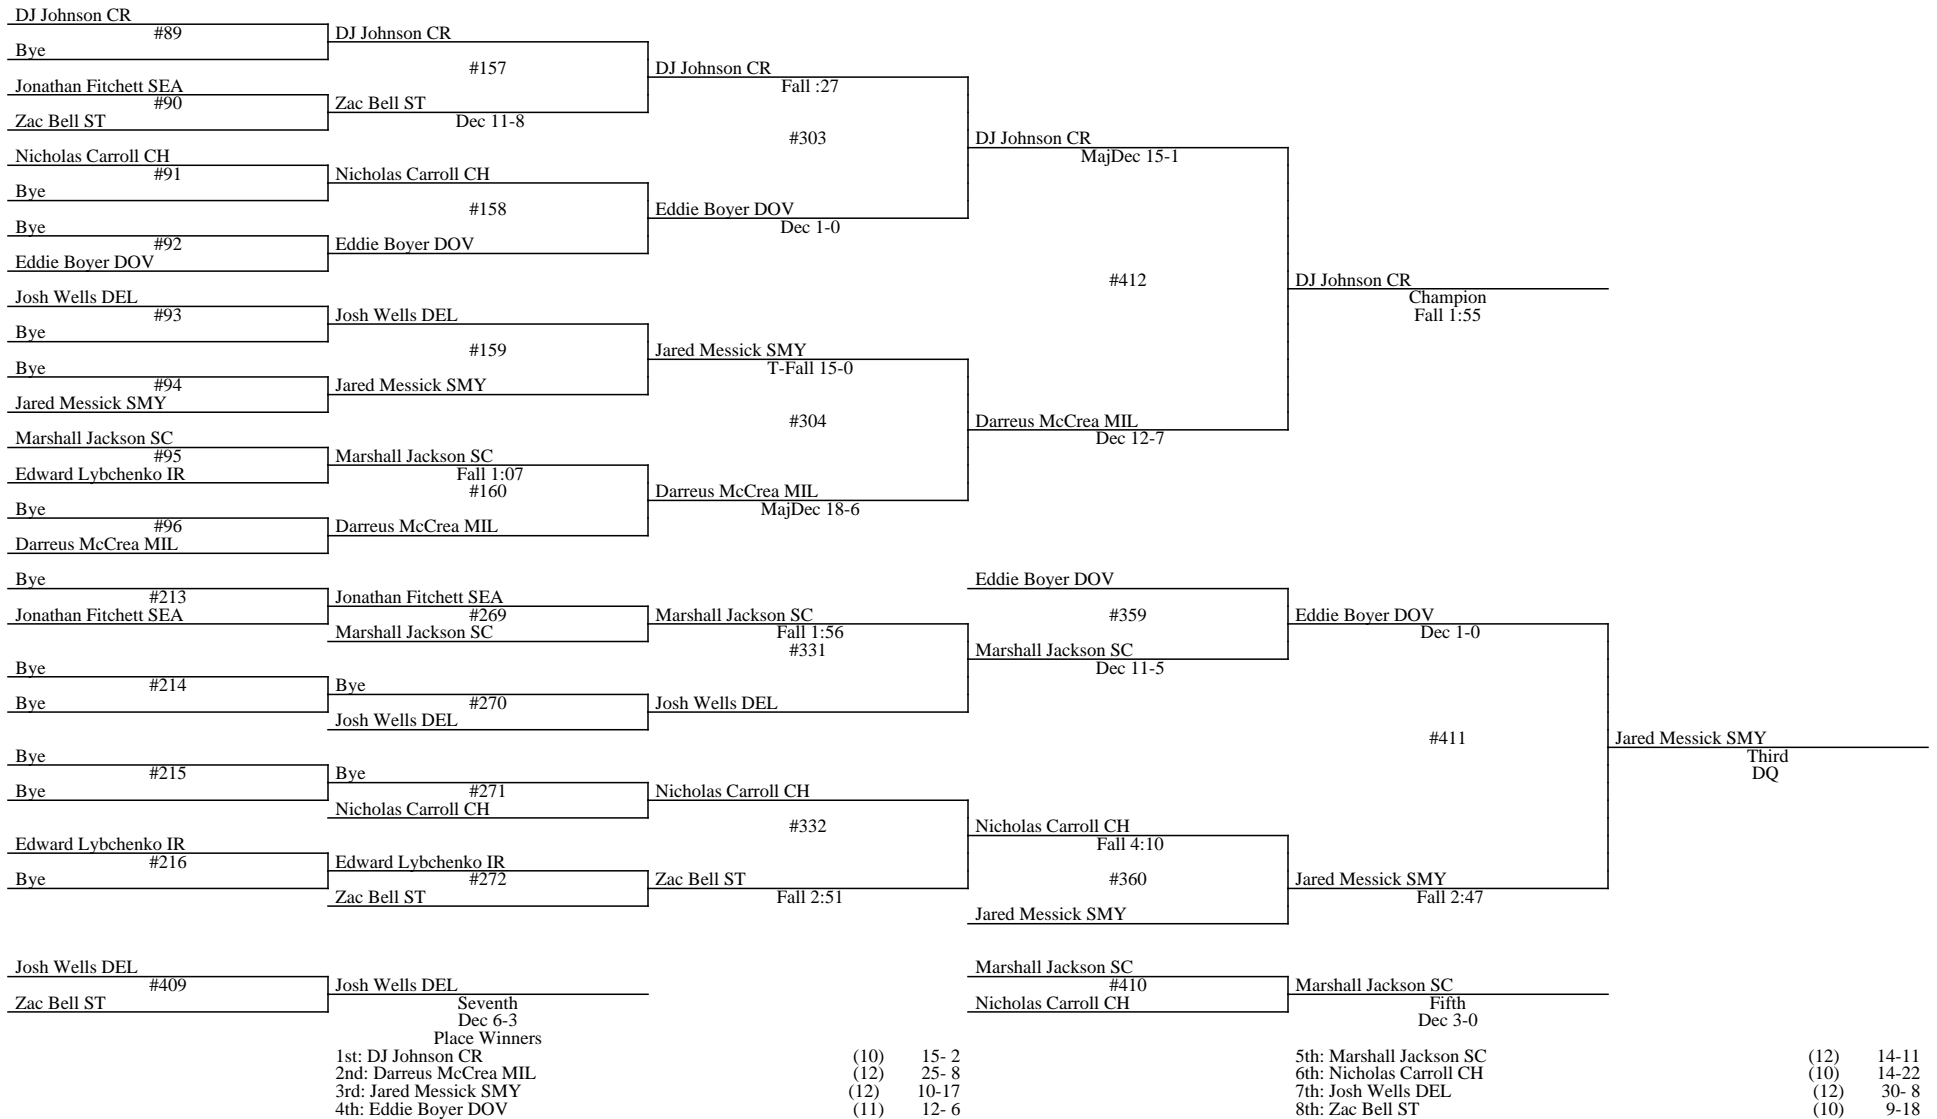 DJ Johnson CR
#89
Bye
DJ Johnson CR
#157
Jonathan Fitchett SEA
#90
Zac Bell ST
Zac Bell ST
Dec 11-8
DJ Johnson CR
Fall :27
#303
Nicholas Carroll CH
#91
Bye
Nicholas Carroll CH
#158
Bye
#92
Eddie Boyer DOV
Eddie Boyer DOV
Eddie Boyer DOV
Dec 1-0
DJ Johnson CR
MajDec 15-1
#412
Josh Wells DEL
#93
Bye
Josh Wells DEL
#159
Bye
#94
Jared Messick SMY
Jared Messick SMY
Jared Messick SMY
T-Fall 15-0
#304
Marshall Jackson SC
#95
Edward Lybchenko IR
Marshall Jackson SC
Fall 1:07
#160
Bye
#96
Darreus McCrea MIL
Darreus McCrea MIL
Darreus McCrea MIL
MajDec 18-6
Darreus McCrea MIL
Dec 12-7
DJ Johnson CR
Champion
Fall 1:55
Bye
#213
Jonathan Fitchett SEA
Jonathan Fitchett SEA
#269
Marshall Jackson SC
Marshall Jackson SC
Fall 1:56
#331
Bye
#214
Bye
Bye
#270
Josh Wells DEL
Josh Wells DEL
Eddie Boyer DOV
#359
Marshall Jackson SC
Dec 11-5
Eddie Boyer DOV
Dec 1-0
#411
Bye
#215
Bye
Bye
#271
Nicholas Carroll CH
Nicholas Carroll CH
#332
Edward Lybchenko IR
#216
Bye
Edward Lybchenko IR
#272
Zac Bell ST
Zac Bell ST
Fall 2:51
Nicholas Carroll CH
Fall 4:10
#360
Jared Messick SMY
Jared Messick SMY
Fall 2:47
Jared Messick SMY
Third
DQ
Josh Wells DEL
#409
Zac Bell ST
Josh Wells DEL
Seventh
Dec 6-3
Marshall Jackson SC
#410
Nicholas Carroll CH
Marshall Jackson SC
Fifth
Dec 3-0
Place Winners
1st: DJ Johnson CR (10) 15- 2
2nd: Darreus McCrea MIL (12) 25- 8
3rd: Jared Messick SMY (12) 10-17
4th: Eddie Boyer DOV (11) 12- 6
5th: Marshall Jackson SC (12) 14-11
6th: Nicholas Carroll CH (10) 14-22
7th: Josh Wells DEL (12) 30- 8
8th: Zac Bell ST (10) 9-18